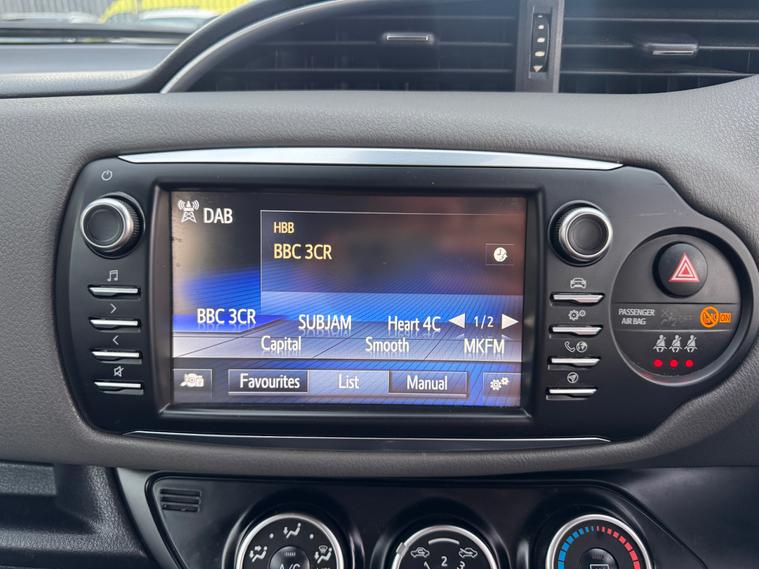 DAB
HBB
BBC 3CR
BBC 3CR SUBJAM Heart 4C 1/2
Capital Smooth MKFM
Favourites List Manual
PASSENGER
AIR BAG
ON
A/C
2